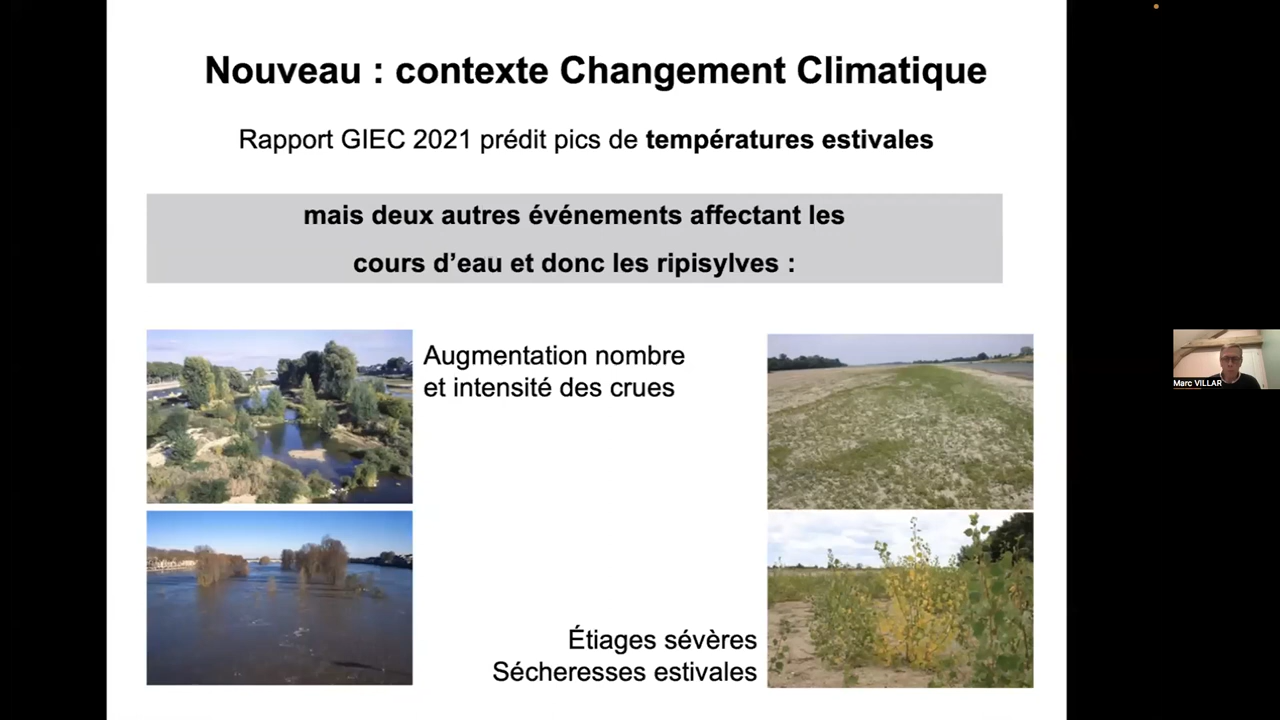 Nouveau : contexte Changement Climatique
Rapport GIEC 2021 prédit pics de températures estivales
mais deux autres événements affectant les
cours d’eau et donc les ripisylves :
Augmentation nombre
et intensité des crues
Marc VILLAR
Étiages sévères
Sécheresses estivales